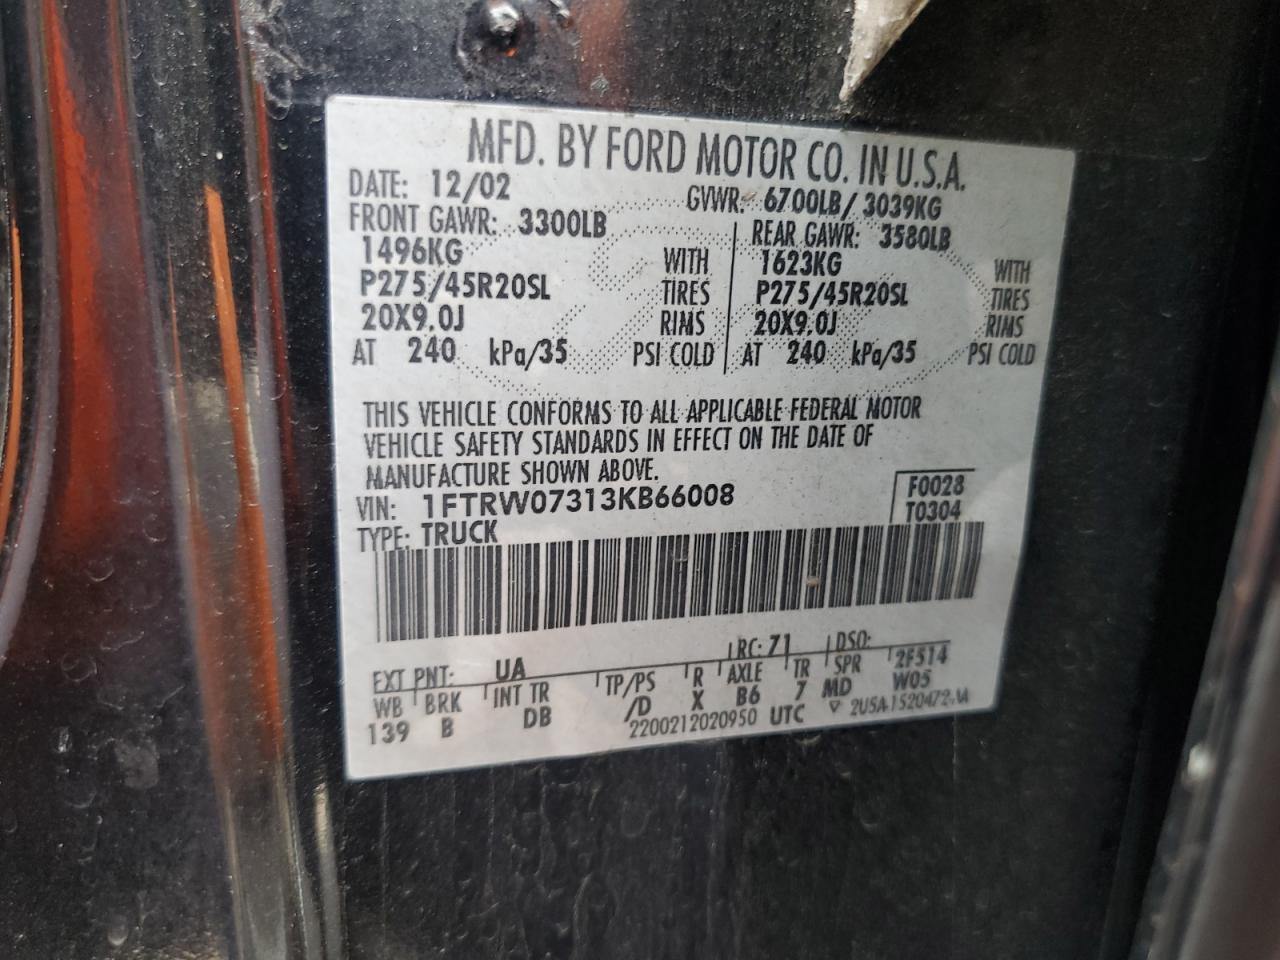 MFD. BY FORD MOTOR CO. IN U.S.A.
DATE: 12/02 GVWR: 6700LB/ 3039KG
FRONT GAWR: 3300LB REAR GAWR: 3580LB
1496KG WITH 1623KG WITH
P275/45R20SL TIRES P275/45R20SL TIRES
20X9.0J RIMS 20X9.0J RIMS
AT 240 kPa/35 PSI COLD AT 240 kPa/35 PSI COLD
THIS VEHICLE CONFORMS TO ALL APPLICABLE FEDERAL MOTOR
VEHICLE SAFETY STANDARDS IN EFFECT ON THE DATE OF
MANUFACTURE SHOWN ABOVE.
VIN: 1FTRW07313KB66008 F0028
TYPE: TRUCK T0304
EXT PNT: UA RC: 71 DSO:
WB BRK INT TR TP/PS R AXLE TR SPR 2F514
139 B DB /D X B6 7 MD W05
2200212020950 UTC